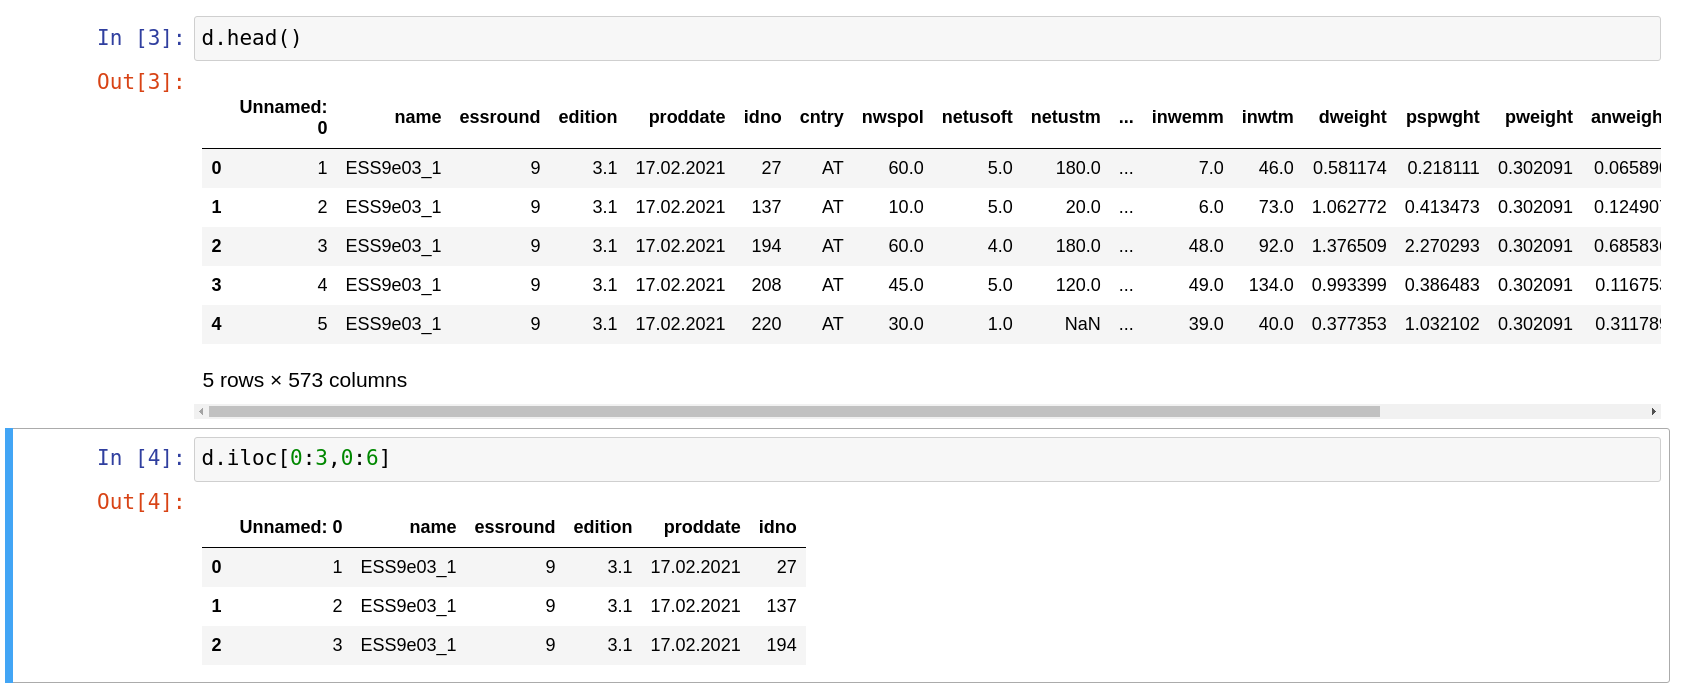 In [3]: d.head()
Out[3]:
Unnamed: 0 name essround edition proddate idno cntry nwspol netusoft netustm ... inwemm inwtm dweight pspwght pweight anweigh
0 1 ESS9e03_1 9 3.1 17.02.2021 27 AT 60.0 5.0 180.0 ... 7.0 46.0 0.581174 0.218111 0.302091 0.065890
1 2 ESS9e03_1 9 3.1 17.02.2021 137 AT 10.0 5.0 20.0 ... 6.0 73.0 1.062772 0.413473 0.302091 0.124907
2 3 ESS9e03_1 9 3.1 17.02.2021 194 AT 60.0 4.0 180.0 ... 48.0 92.0 1.376509 2.270293 0.302091 0.685836
3 4 ESS9e03_1 9 3.1 17.02.2021 208 AT 45.0 5.0 120.0 ... 49.0 134.0 0.993399 0.386483 0.302091 0.116753
4 5 ESS9e03_1 9 3.1 17.02.2021 220 AT 30.0 1.0 NaN ... 39.0 40.0 0.377353 1.032102 0.302091 0.311789
5 rows × 573 columns
In [4]: d.iloc[0:3,0:6]
Out[4]:
Unnamed: 0 name essround edition proddate idno
0 1 ESS9e03_1 9 3.1 17.02.2021 27
1 2 ESS9e03_1 9 3.1 17.02.2021 137
2 3 ESS9e03_1 9 3.1 17.02.2021 194